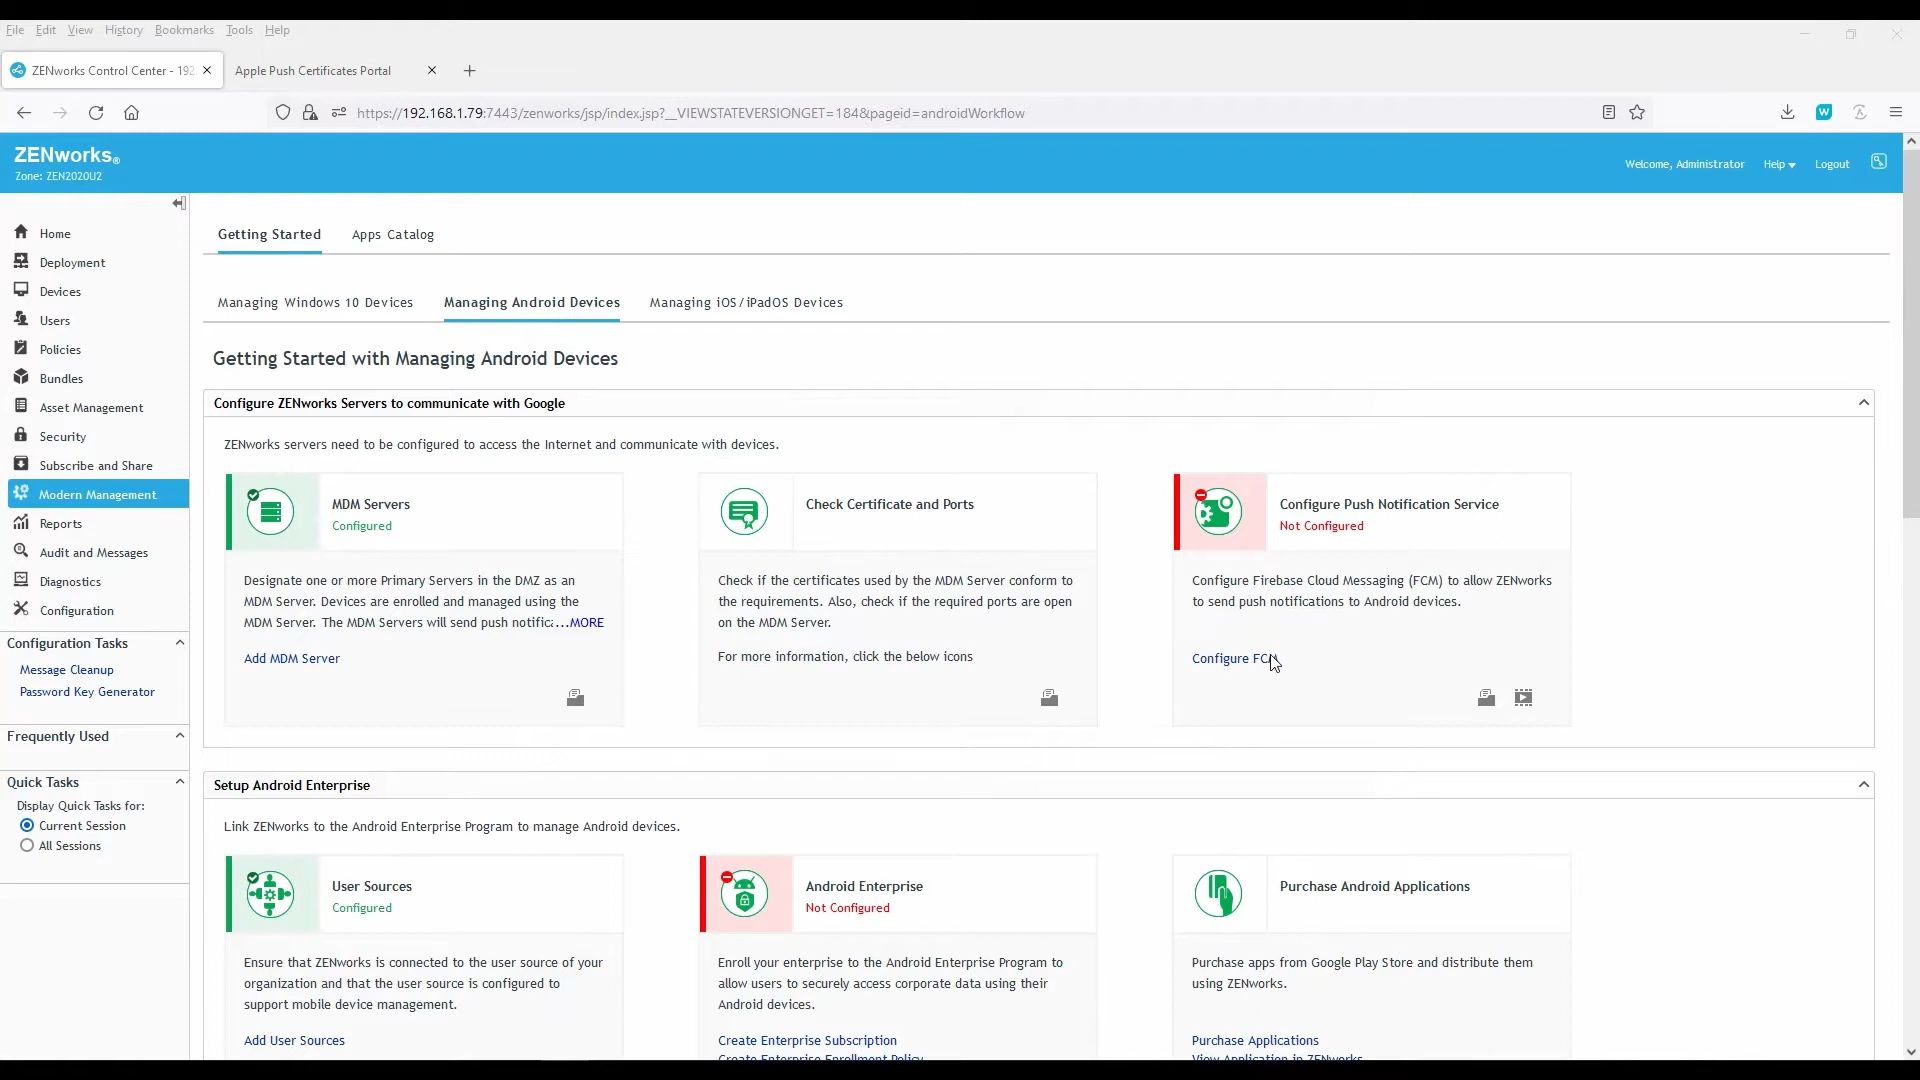 File Edit View History Bookmarks Tools Help
ZENworks Control Center - 192
Apple Push Certificates Portal
https://192.168.1.79:7443/zenworks/jsp/index.jsp?__VIEWSTATEVERSIONGET=184&pageid=androidWorkflow
ZENworks®
Zone: ZEN2020U2
Welcome, Administrator
Help
Logout
Home
Deployment
Devices
Users
Policies
Bundles
Asset Management
Security
Subscribe and Share
Modern Management
Reports
Audit and Messages
Diagnostics
Configuration
Configuration Tasks
Message Cleanup
Password Key Generator
Frequently Used
Quick Tasks
Display Quick Tasks for:
Current Session
All Sessions
Getting Started
Apps Catalog
Managing Windows 10 Devices
Managing Android Devices
Managing iOS/iPadOS Devices
Getting Started with Managing Android Devices
Configure ZENworks Servers to communicate with Google
ZENworks servers need to be configured to access the Internet and communicate with devices.
MDM Servers
Configured
Designate one or more Primary Servers in the DMZ as an
MDM Server. Devices are enrolled and managed using the
MDM Server. The MDM Servers will send push notific...MORE
Add MDM Server
Check Certificate and Ports
Check if the certificates used by the MDM Server conform to
the requirements. Also, check if the required ports are open
on the MDM Server.
For more information, click the below icons
Configure Push Notification Service
Not Configured
Configure Firebase Cloud Messaging (FCM) to allow ZENworks
to send push notifications to Android devices.
Configure FCM
Setup Android Enterprise
Link ZENworks to the Android Enterprise Program to manage Android devices.
User Sources
Configured
Ensure that ZENworks is connected to the user source of your
organization and that the user source is configured to
support mobile device management.
Add User Sources
Android Enterprise
Not Configured
Enroll your enterprise to the Android Enterprise Program to
allow users to securely access corporate data using their
Android devices.
Create Enterprise Subscription
Create Enterprise Enrollment Policy
Purchase Android Applications
Purchase apps from Google Play Store and distribute them
using ZENworks.
Purchase Applications
View Application in ZENworks